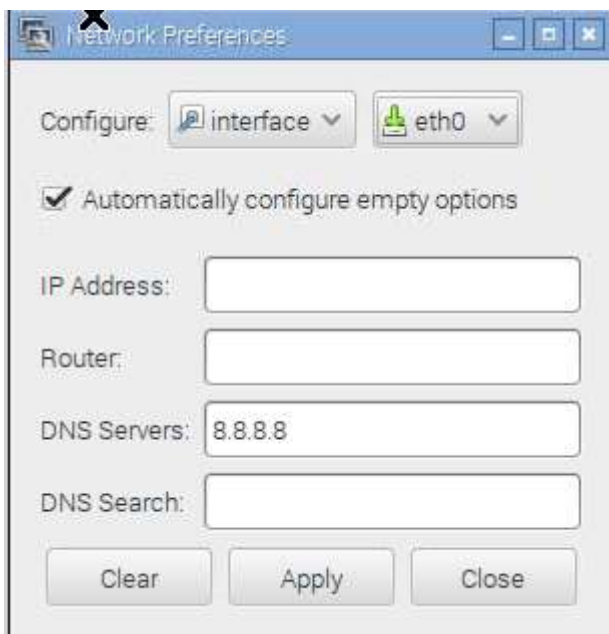 Network Preferences
Configure: interface eth0
Automatically configure empty options
IP Address:
Router:
DNS Servers: 8.8.8.8
DNS Search:
Clear Apply Close